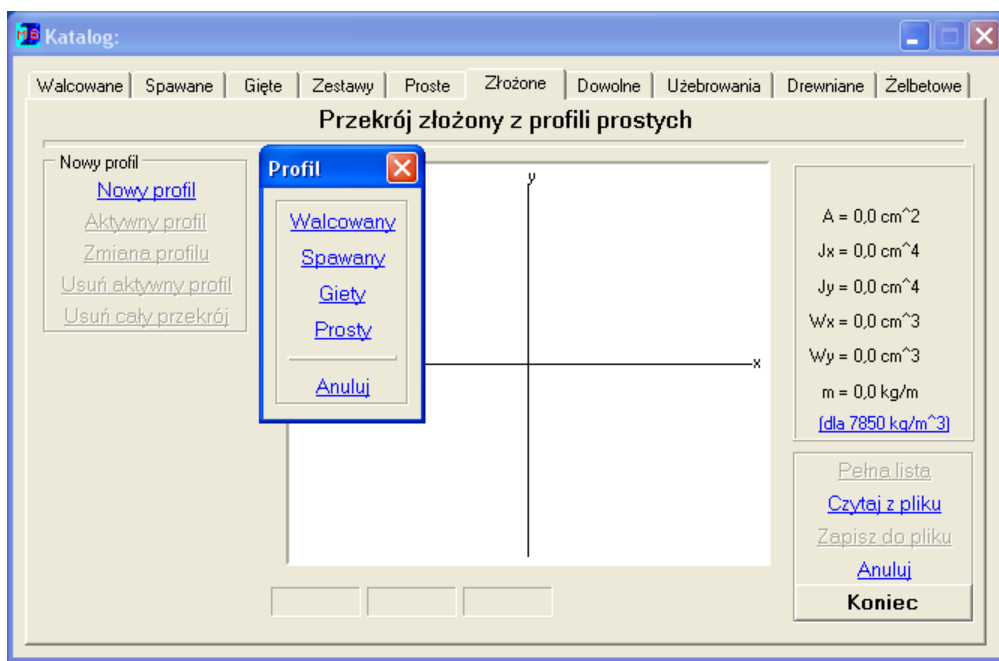 Katalog:
Walcowane Spawane Gięte Zestawy Proste Złożone Dowolne Użebrowania Drewniane Żelbetowe
Przekrój złożony z profili prostych
Nowy profil
Nowy profil
Aktywny profil
Zmiana profilu
Usuń aktywny profil
Usuń cały przekrój
Profil
Walcowany
Spawany
Giety
Prosty
Anuluj
y
x
A = 0,0 cm^2
Jx = 0,0 cm^4
Jy = 0,0 cm^4
Wx = 0,0 cm^3
Wy = 0,0 cm^3
m = 0,0 kg/m
(dla 7850 kg/m^3)
Pełna lista
Czytaj z pliku
Zapisz do pliku
Anuluj
Koniec